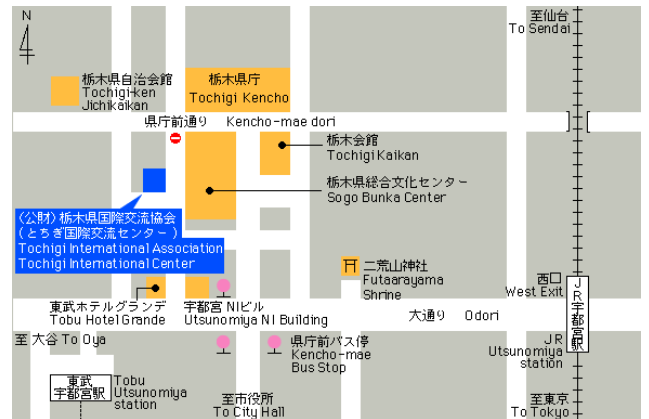 N
至仙台
To Sendai
栃木県自治会館
Tochigi-ken
Jichikaikan
栃木県庁
Tochigi Kencho
県庁前通り Kencho-mae dori
栃木会館
Tochigi Kaikan
栃木県総合文化センター
Sogo Bunka Center
(公財)栃木県国際交流協会
(とちぎ国際交流センター)
Tochigi International Association
Tochigi International Center
二荒山神社
Futaarayama
Shrine
西口
West Exit
JR宇都宮駅
東武ホテルグランデ
Tobu Hotel Grande
宇都宮 NIビル
Utsunomiya NI Building
大通り Odori
至 大谷 To Oya
県庁前バス停
Kencho-mae
Bus Stop
JR
Utsunomiya
station
東武
宇都宮駅
Tobu
Utsunomiya
station
至市役所
To City Hall
至東京
To Tokyo